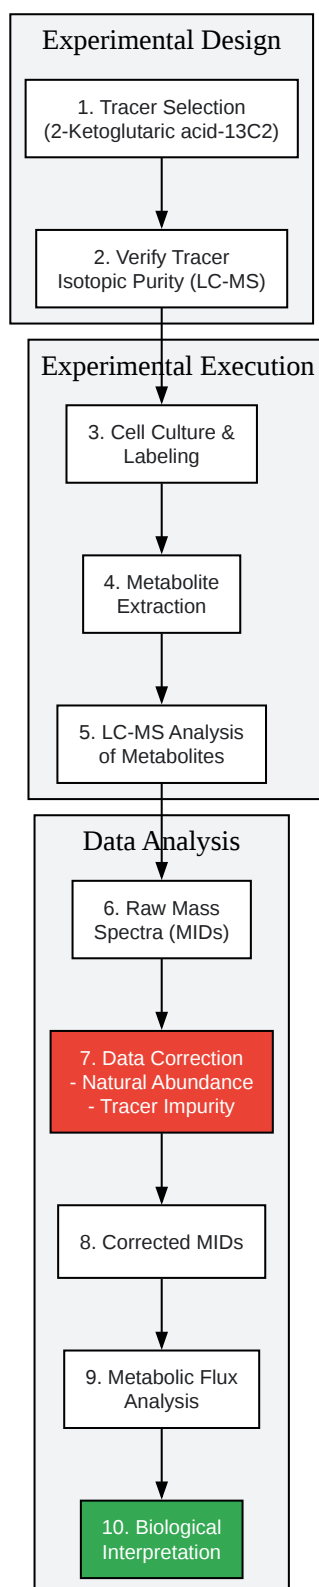 Experimental Design
1. Tracer Selection
(2-Ketoglutaric acid-13C2)
2. Verify Tracer
Isotopic Purity (LC-MS)
Experimental Execution
3. Cell Culture &
Labeling
4. Metabolite
Extraction
5. LC-MS Analysis
of Metabolites
Data Analysis
6. Raw Mass
Spectra (MIDs)
7. Data Correction
- Natural Abundance
- Tracer Impurity
8. Corrected MIDs
9. Metabolic Flux
Analysis
10. Biological
Interpretation